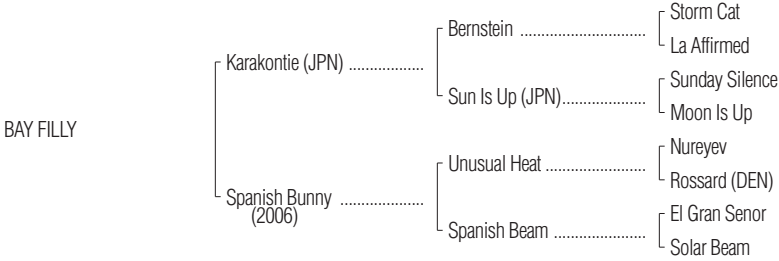 Storm Cat
Bernstein ..............................
La Affirmed
Karakontie (JPN) ..................
Sunday Silence
Sun Is Up (JPN)....................
Moon Is Up
BAY FILLY
Nureyev
Unusual Heat ........................
Rossard (DEN)
Spanish Bunny ....................
(2006)
El Gran Senor
Spanish Beam ......................
Solar Beam